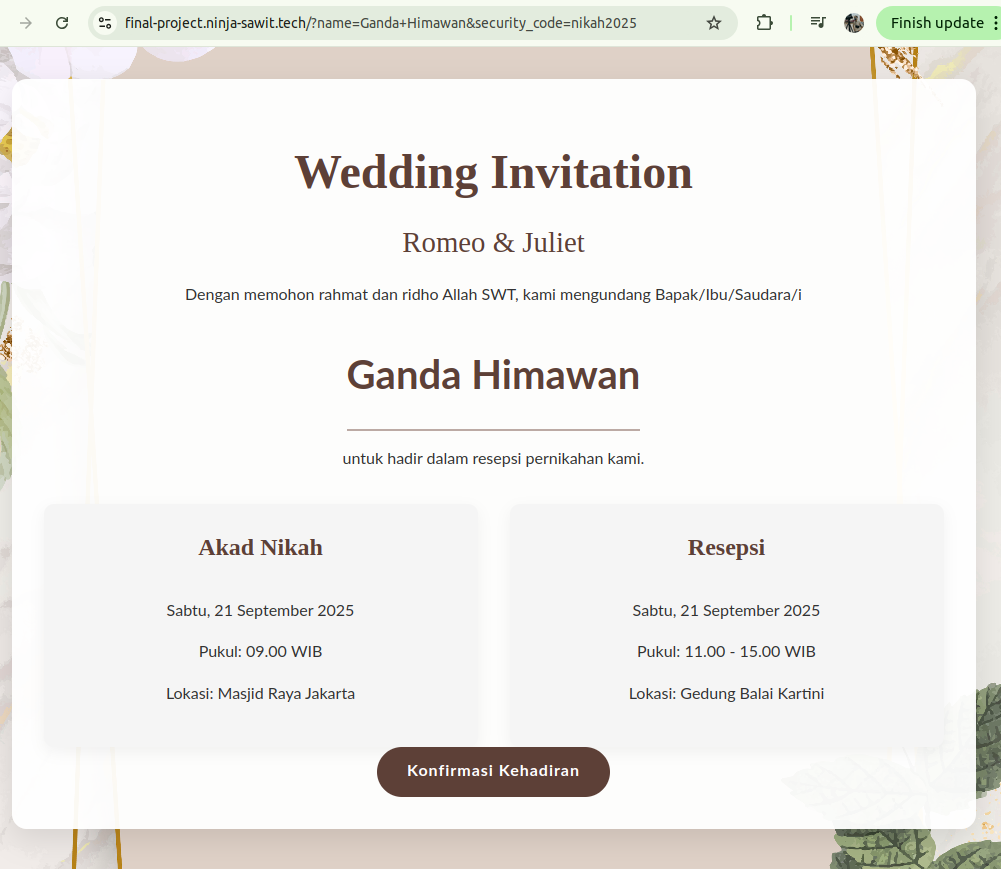 final-project.ninja-sawit.tech/?name=Ganda+Himawan&security_code=nikah2025
Finish update
Wedding Invitation
Romeo & Juliet
Dengan memohon rahmat dan ridho Allah SWT, kami mengundang Bapak/Ibu/Saudara/i
Ganda Himawan
untuk hadir dalam resepsi pernikahan kami.
Akad Nikah
Sabtu, 21 September 2025
Pukul: 09.00 WIB
Lokasi: Masjid Raya Jakarta
Resepsi
Sabtu, 21 September 2025
Pukul: 11.00 - 15.00 WIB
Lokasi: Gedung Balai Kartini
Konfirmasi Kehadiran